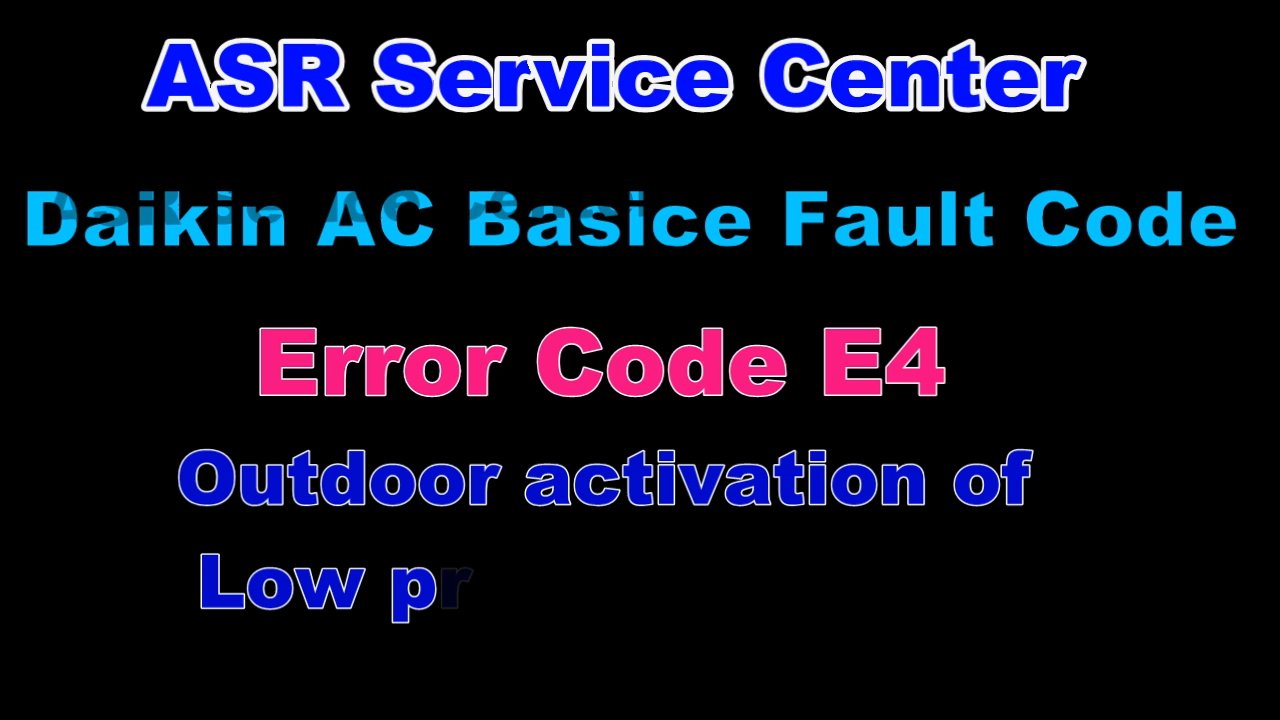 ASR Service Center
Daikin AC Basice Fault Code
Error Code E4
Outdoor activation of
Low pr